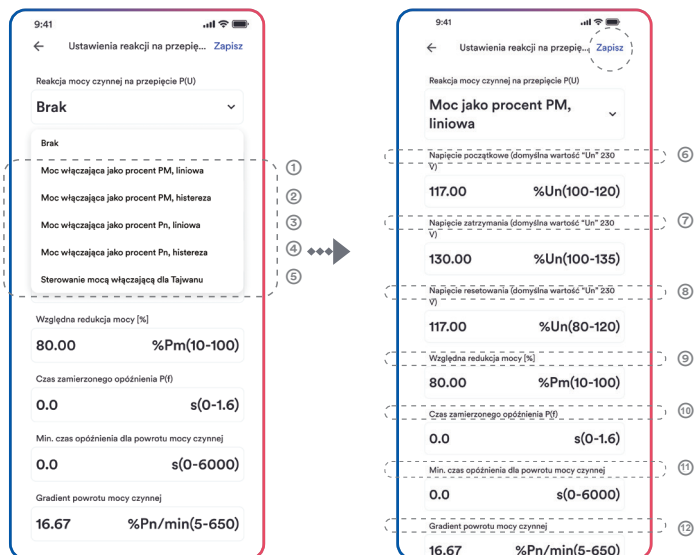 9:41
Ustawienia reakcji na przepię... Zapisz
Reakcja mocy czynnej na przepięcie P(U)
Brak
Brak
Moc włączająca jako procent PM, liniowa
Moc włączająca jako procent PM, histereza
Moc włączająca jako procent Pn, liniowa
Moc włączająca jako procent Pn, histereza
Sterowanie mocą włączającą dla Tajwanu
1
2
3
4
5
Względna redukcja mocy [%]
80.00 %Pm(10-100)
Czas zamierzonego opóźnienia P(f)
0.0 s(0-1.6)
Min. czas opóźnienia dla powrotu mocy czynnej
0.0 s(0-6000)
Gradient powrotu mocy czynnej
16.67 %Pn/min(5-650)
9:41
Ustawienia reakcji na przepię... Zapisz
Reakcja mocy czynnej na przepięcie P(U)
Moc jako procent PM,
liniowa
Napięcie początkowe (domyślna wartość "Un" 230
V)
6
117.00 %Un(100-120)
Napięcie zatrzymania (domyślna wartość "Un" 230
V)
7
130.00 %Un(100-135)
Napięcie resetowania (domyślna wartość "Un" 230
V)
8
117.00 %Un(80-120)
Względna redukcja mocy [%]
9
80.00 %Pm(10-100)
Czas zamierzonego opóźnienia P(f)
10
0.0 s(0-1.6)
Min. czas opóźnienia dla powrotu mocy czynnej
11
0.0 s(0-6000)
Gradient powrotu mocy czynnej
12
16.67 %Pn/min(5-650)